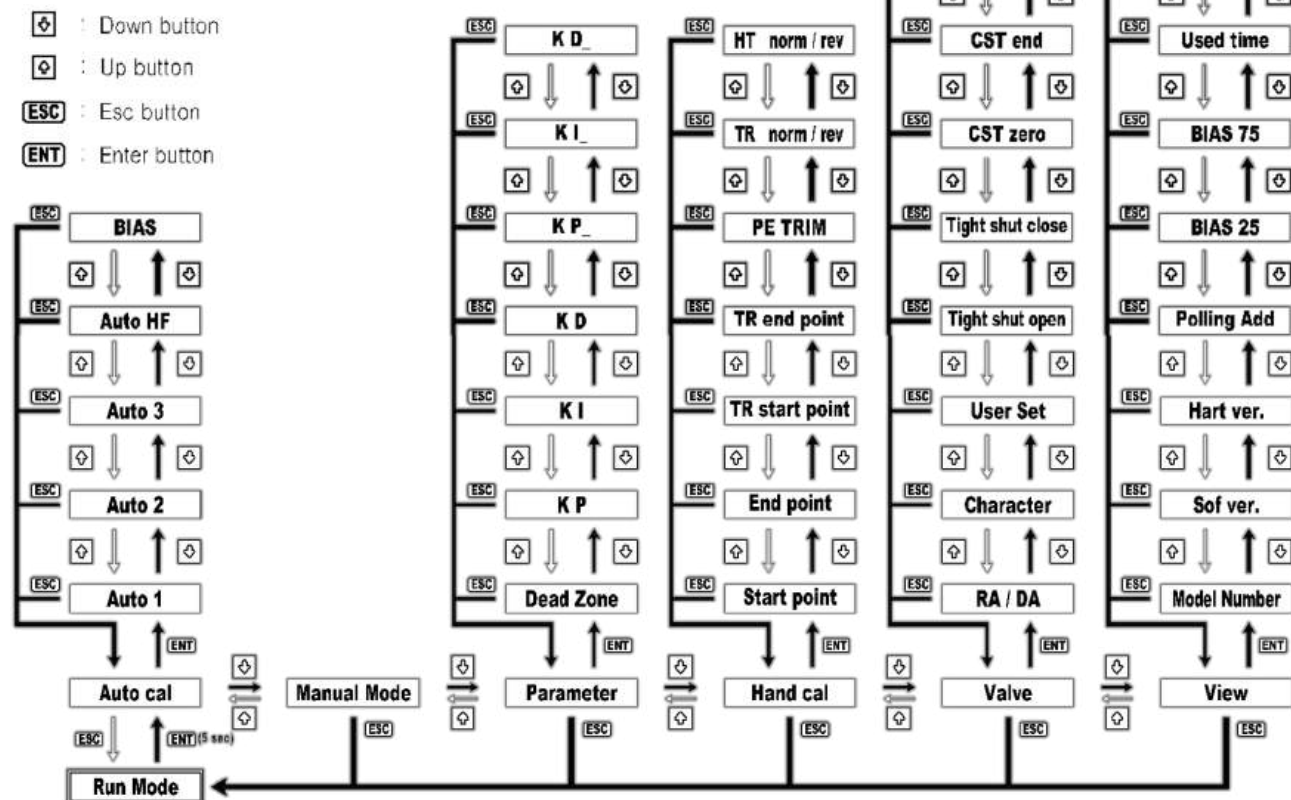 : Down button
: Up button
ESC : Esc button
ENT : Enter button
ESC ESC CST end ESC Used time
ESC K D_ ESC HT norm / rev
ESC K I_ ESC TR norm / rev ESC CST zero ESC BIAS 75
ESC BIAS ESC K P_ ESC PE TRIM ESC Tight shut close ESC BIAS 25
ESC Auto HF ESC K D ESC TR end point ESC Tight shut open ESC Polling Add
ESC Auto 3 ESC K I ESC TR start point ESC User Set ESC Hart ver.
ESC Auto 2 ESC K P ESC End point ESC Character ESC Sof ver.
ESC Auto 1 ESC Dead Zone ESC Start point ESC RA / DA ESC Model Number
ENT ENT ENT ENT ENT
Auto cal Manual Mode Parameter Hand cal Valve View
ESC ENT (5 sec) ESC ESC ESC ESC ESC
Run Mode